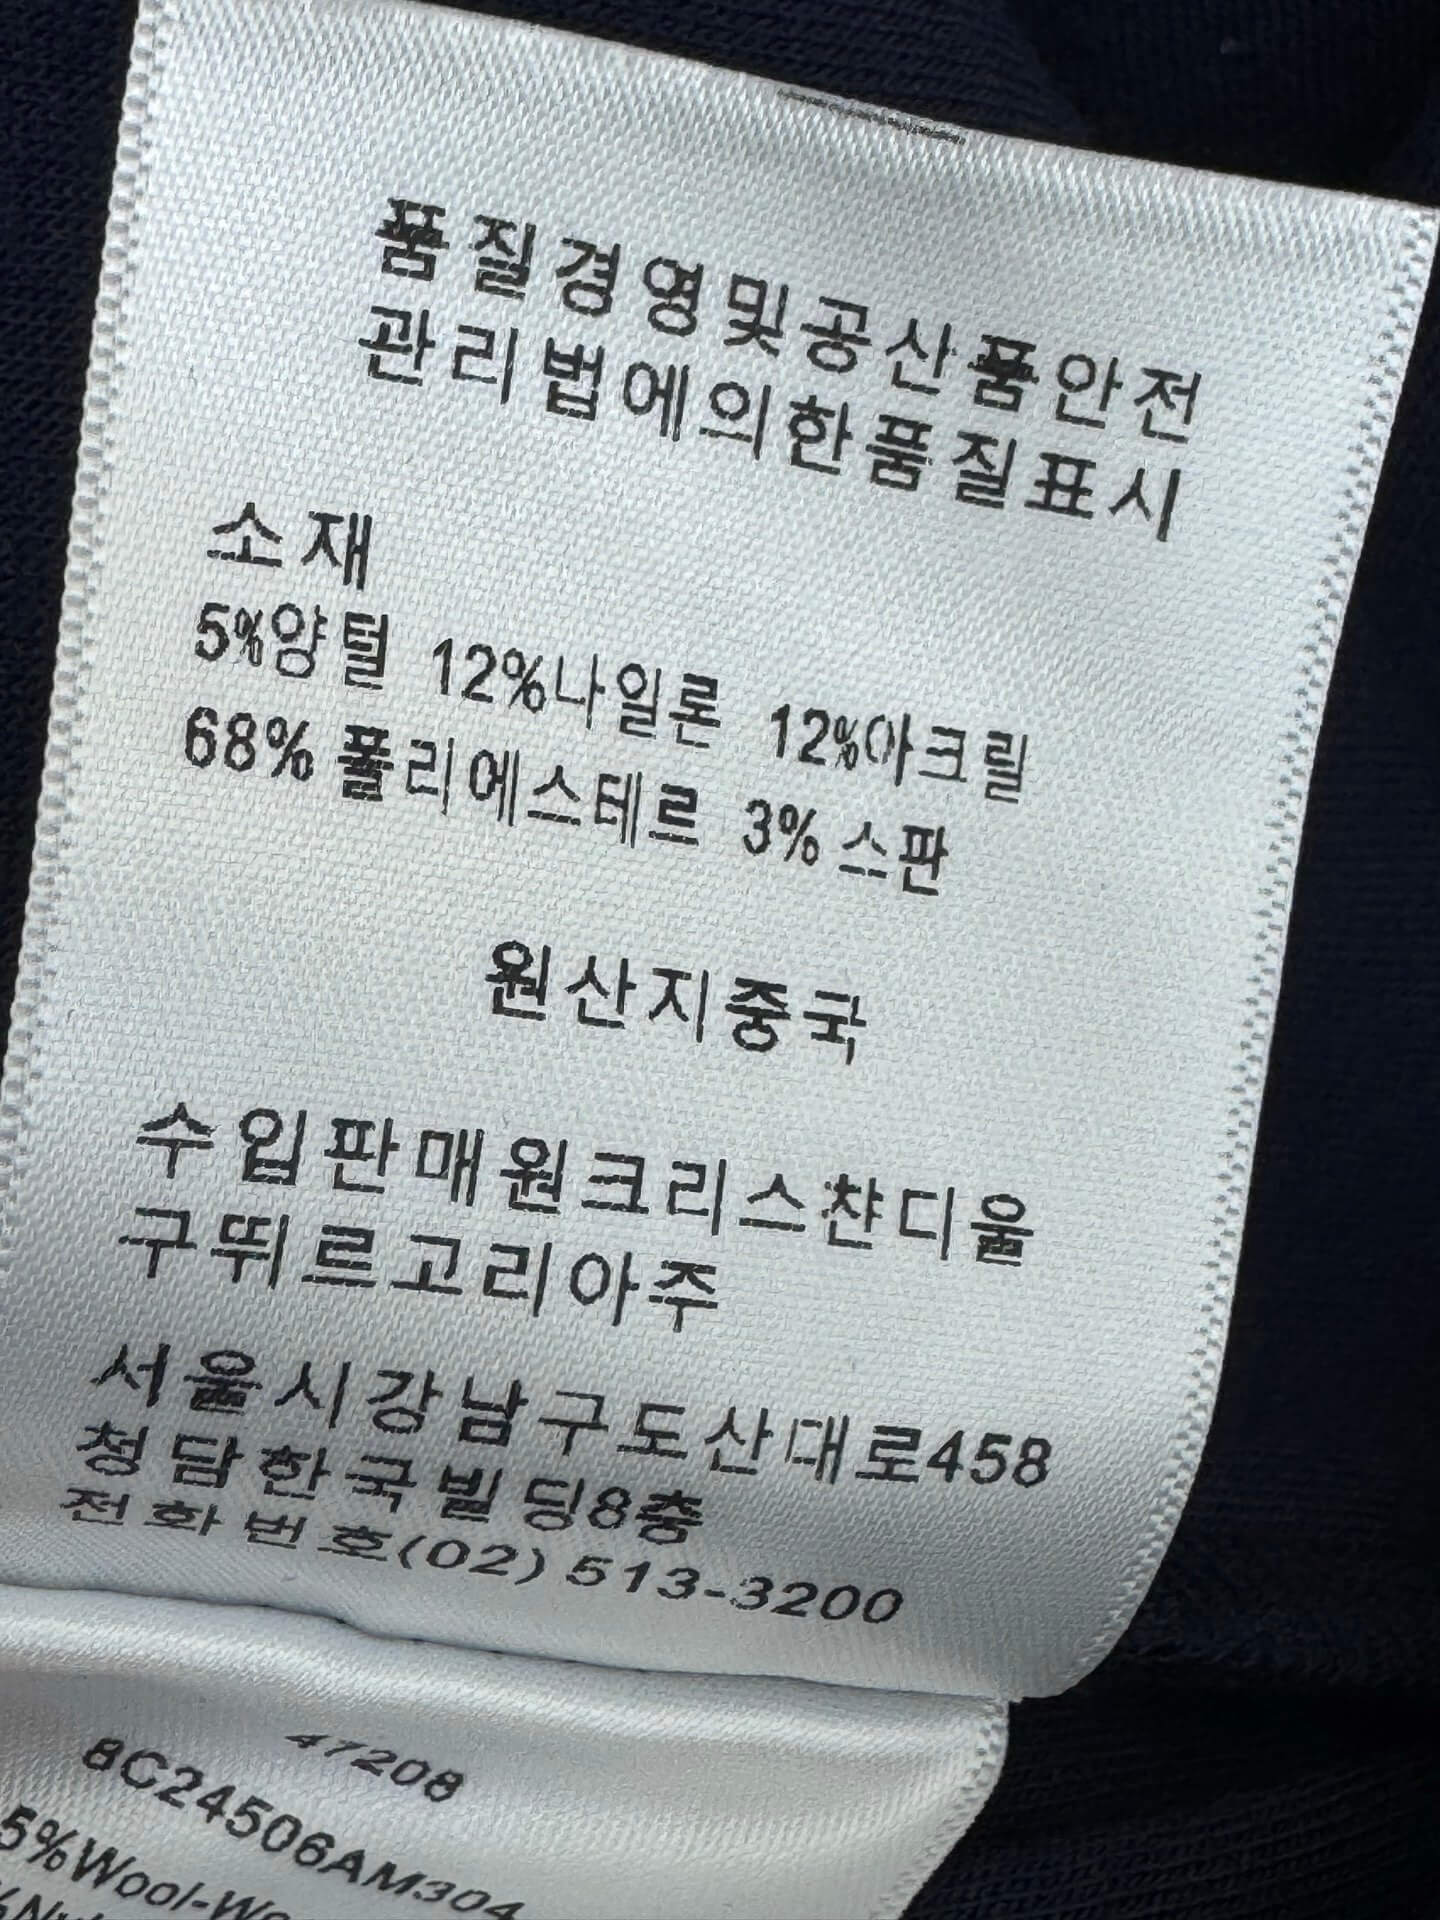 품질경영및공산품안전
관리법에의한품질표시
소재
5%양털 12%나일론 12%아크릴
68%폴리에스테르 3%스판
원산지중국
수입판매원크리스챤디올
구뛰르고리아주
서울시강남구도산대로458
청담한국빌딩8층
전화번호(02)513-3200
47208
8C24506AM304
5%Wool-